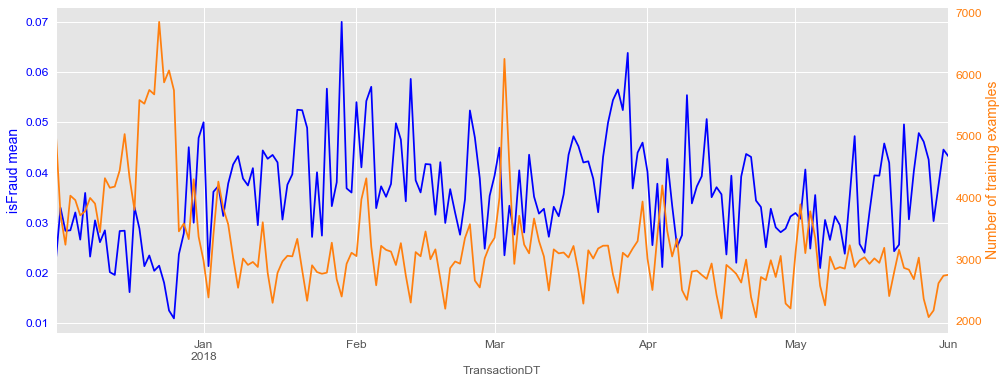 isFraud mean
0.07
0.06
0.05
0.04
0.03
0.02
0.01
7000
6000
5000
4000
3000
2000
Number of training examples
Jan
2018
Feb
Mar
Apr
May
Jun
TransactionDT